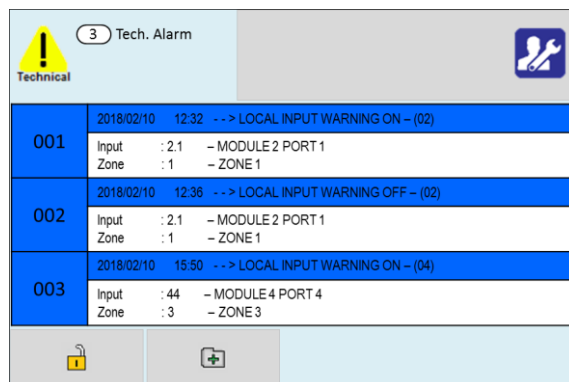 3 Tech. Alarm
Technical
001
2018/02/10 12:32 - - > LOCAL INPUT WARNING ON – (02)
Input : 2.1 – MODULE 2 PORT 1
Zone : 1 – ZONE 1
002
2018/02/10 12:36 - - > LOCAL INPUT WARNING OFF – (02)
Input : 2.1 – MODULE 2 PORT 1
Zone : 1 – ZONE 1
003
2018/02/10 15:50 - - > LOCAL INPUT WARNING ON – (04)
Input : 44 – MODULE 4 PORT 4
Zone : 3 – ZONE 3